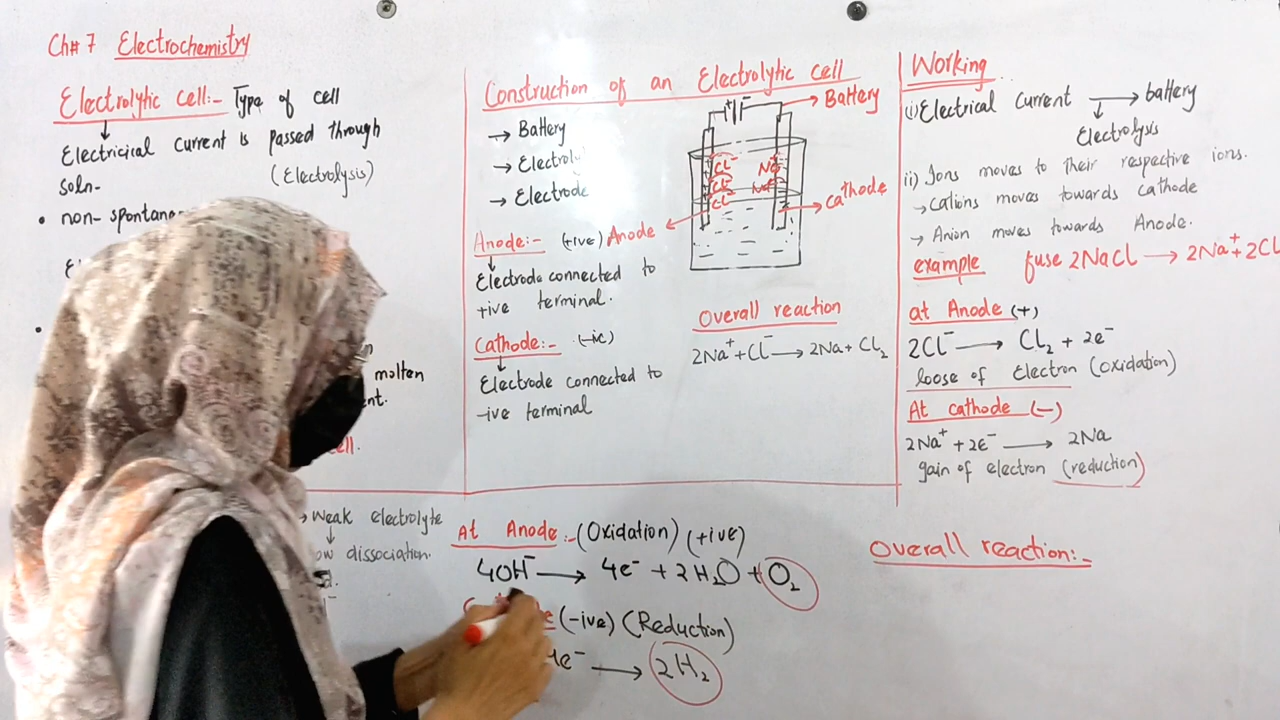 Ch# 7 Electrochemistry
Electrolytic cell:- Type of cell
Electricical current is passed through
soln- (Electrolysis)
• non-
molten
ell.
→ Weak electrolyte
dissociation.
Construction of an Electrolytic cell
→ Battery
→
→ Electrode
Anode:- (+ive)
Electrode connected to
+ive terminal.
Cathode:- (-ive)
Electrode connected to
-ive terminal
+ -
Battery
Cl⁻ Na⁺
Cl⁻ Na⁺
Cl⁻
Anode
cathode
Overall reaction
2Na⁺ + Cl⁻ → 2Na + Cl₂
Working
(i) Electrical Current → battery
Electrolysis
ii) Ions moves to their respective ions.
→ Cations moves towards cathode
→ Anion moves towards Anode.
example fuse 2NaCl → 2Na⁺ + 2Cl
at Anode (+)
2Cl⁻ → Cl₂ + 2e⁻
loose of Electron (oxidation)
At cathode (-)
2Na⁺ + 2e⁻ → 2Na
gain of electron (reduction)
At Anode:- (Oxidation) (+ive)
4OH⁻ → 4e⁻ + 2H₂O + O₂
(-ive) (Reduction)
4e⁻ → 2H₂
Overall reaction:-